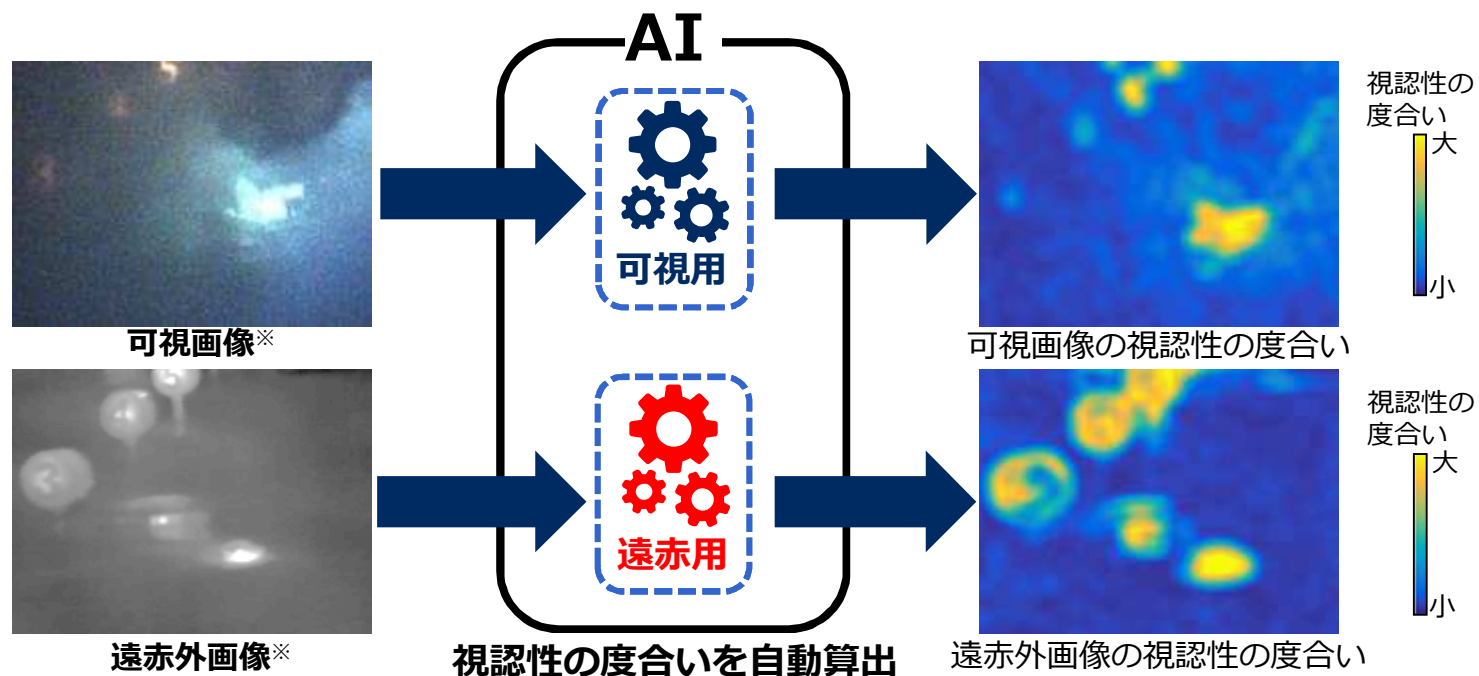 AI
可視用
視認性の
度合い
大
小
可視画像※
可視画像の視認性の度合い
遠赤用
視認性の
度合い
大
小
遠赤外画像※
視認性の度合いを自動算出
遠赤外画像の視認性の度合い